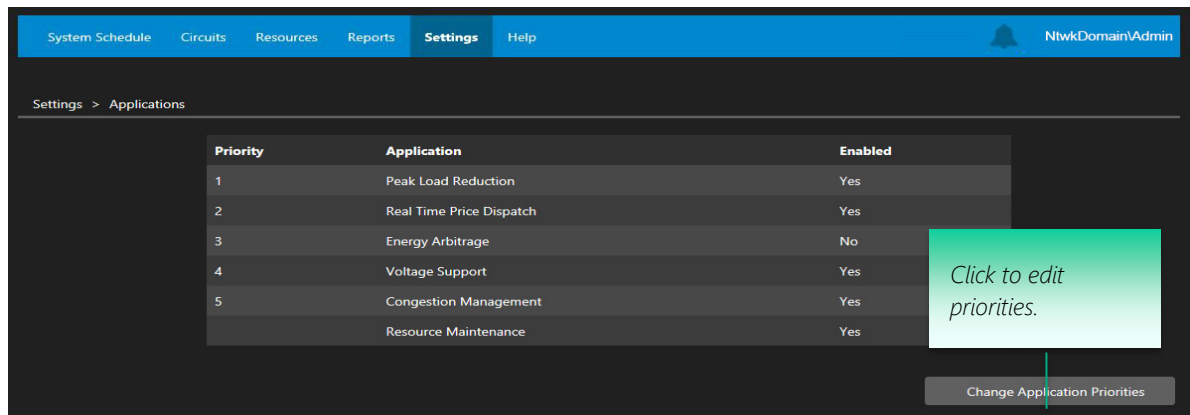 System Schedule Circuits Resources Reports Settings Help NtwkDomain\Admin
Settings > Applications
Priority Application Enabled
1 Peak Load Reduction Yes
2 Real Time Price Dispatch Yes
3 Energy Arbitrage No
4 Voltage Support Yes
5 Congestion Management Yes
Resource Maintenance Yes
Click to edit
priorities.
Change Application Priorities